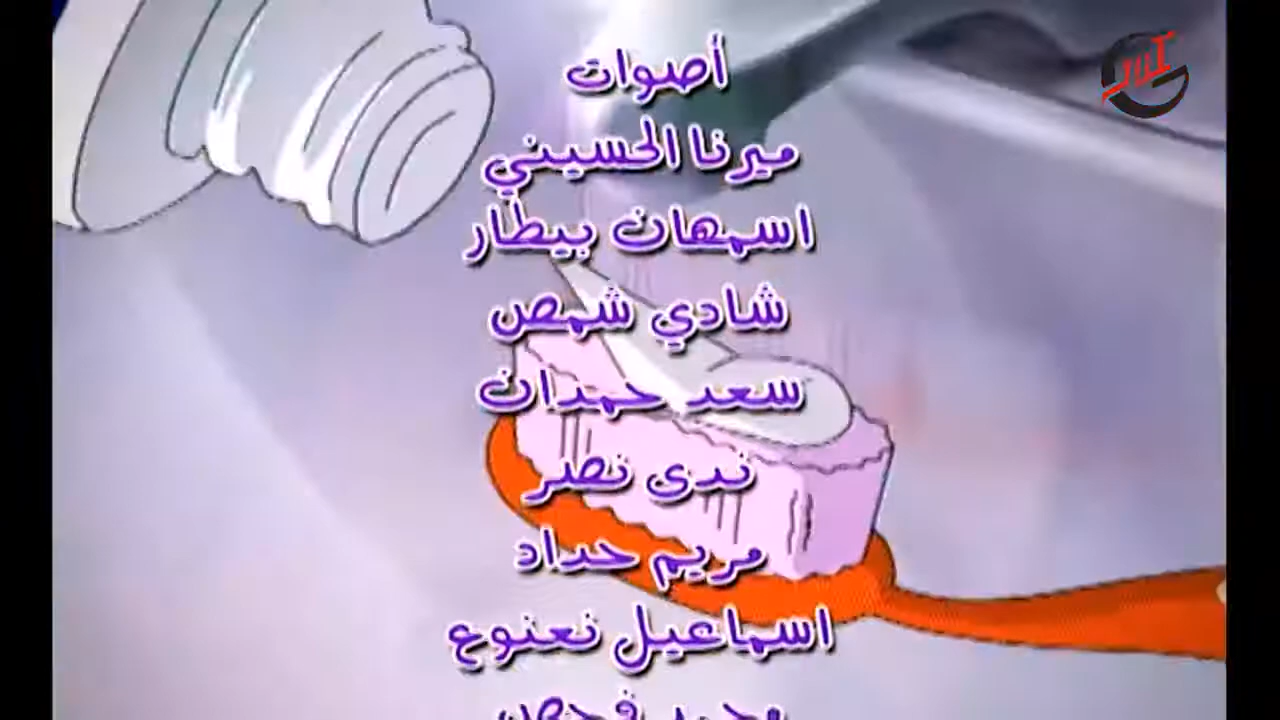 أصوات
ميرنا الحسيني
اسمهان بيطار
شادي شمص
سعد حمدان
ندى نصر
مريم حداد
اسماعيل نعنوع